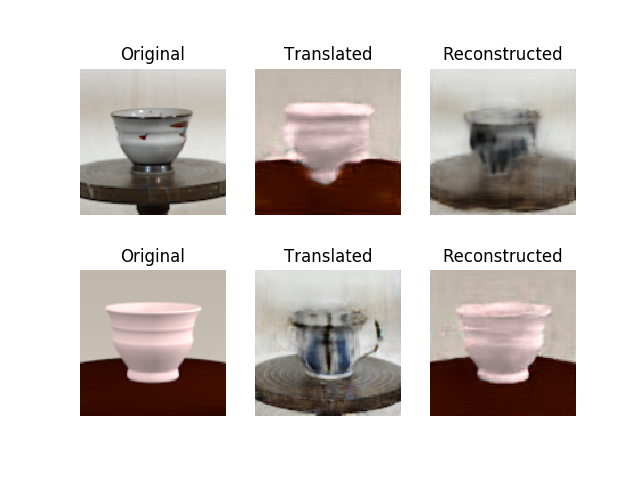 Original
Translated
Reconstructed
Original
Translated
Reconstructed